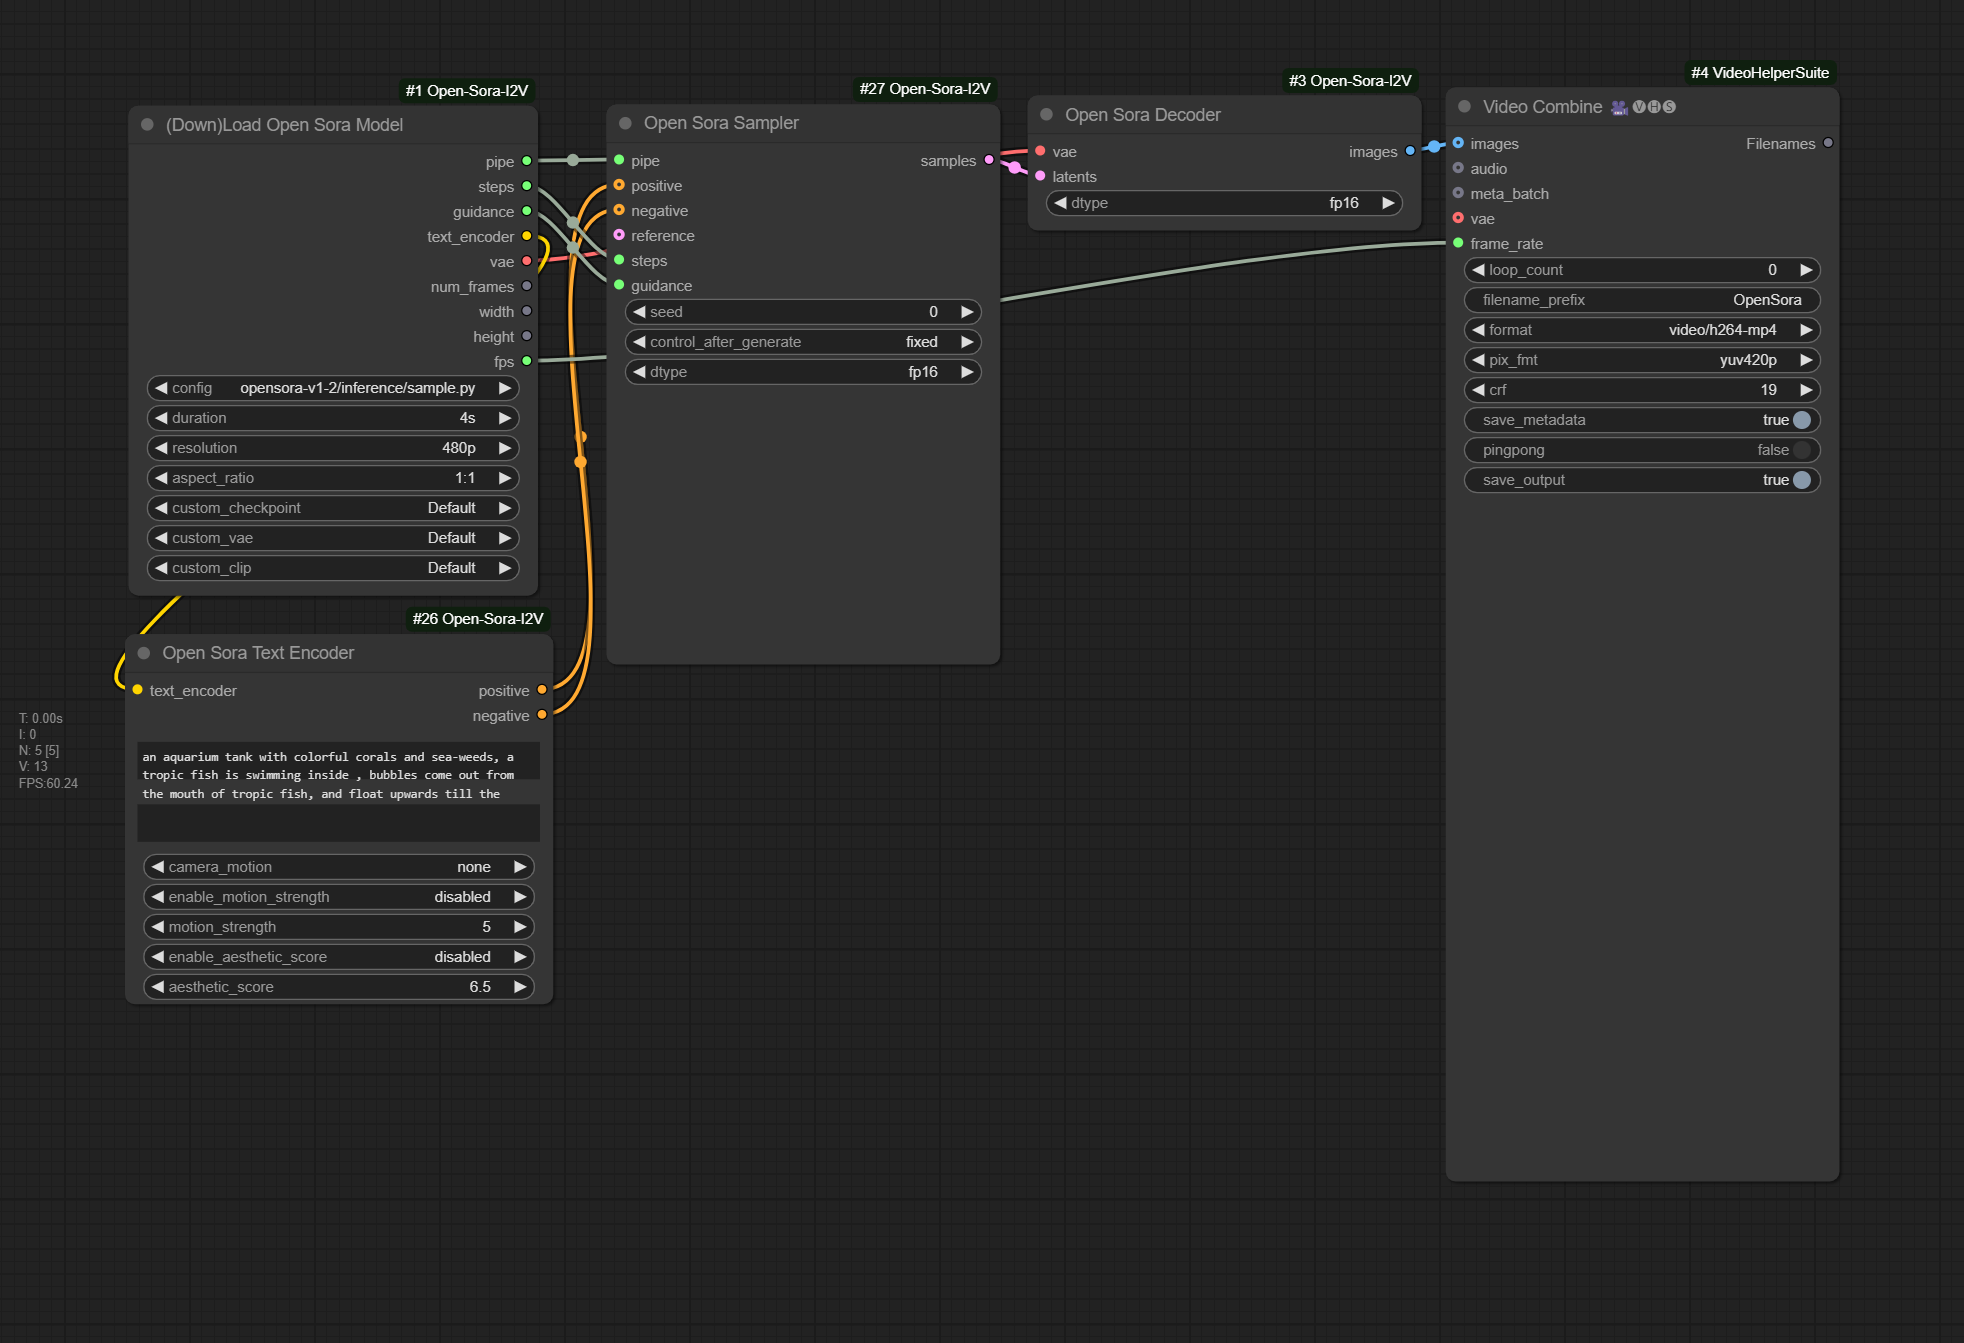 #1 Open-Sora-I2V
(Down)Load Open Sora Model
pipe
steps
guidance
text_encoder
vae
num_frames
width
height
fps
config opensora-v1-2/inference/sample.py
duration 4s
resolution 480p
aspect_ratio 1:1
custom_checkpoint Default
custom_vae Default
custom_clip Default
#26 Open-Sora-I2V
Open Sora Text Encoder
text_encoder positive
negative
an aquarium tank with colorful corals and sea-weeds, a
tropic fish is swimming inside , bubbles come out from
the mouth of tropic fish, and float upwards till the
camera_motion none
enable_motion_strength disabled
motion_strength 5
enable_aesthetic_score disabled
aesthetic_score 6.5
T: 0.00s
I: 0
N: 5 [5]
V: 13
FPS:60.24
#27 Open-Sora-I2V
Open Sora Sampler
pipe samples
positive
negative
reference
steps
guidance
seed 0
control_after_generate fixed
dtype fp16
#3 Open-Sora-I2V
Open Sora Decoder
vae images
latents
dtype fp16
#4 VideoHelperSuite
Video Combine 🎥🅥🅗🅢
images Filenames
audio
meta_batch
vae
frame_rate
loop_count 0
filename_prefix OpenSora
format video/h264-mp4
pix_fmt yuv420p
crf 19
save_metadata true
pingpong false
save_output true